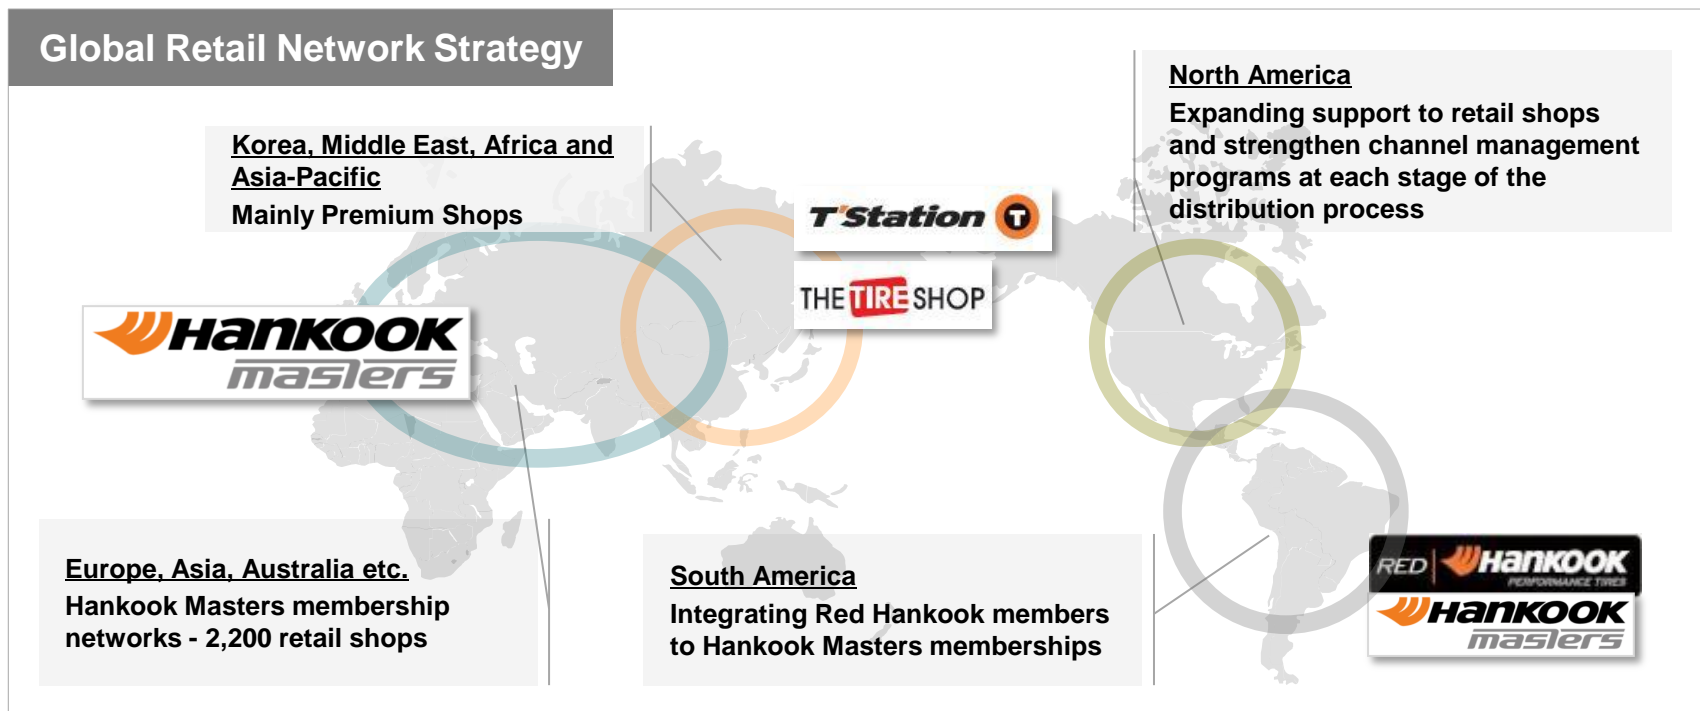 Global Retail Network Strategy
North America
Expanding support to retail shops
and strengthen channel management
programs at each stage of the
distribution process
Korea, Middle East, Africa and
Asia-Pacific
Mainly Premium Shops
T'Station T
THE TIRE SHOP
HANKOOK
masters
Europe, Asia, Australia etc.
Hankook Masters membership
networks - 2,200 retail shops
South America
Integrating Red Hankook members
to Hankook Masters memberships
RED HANKOOK
PERFORMANCE TIRES
HANKOOK
masters